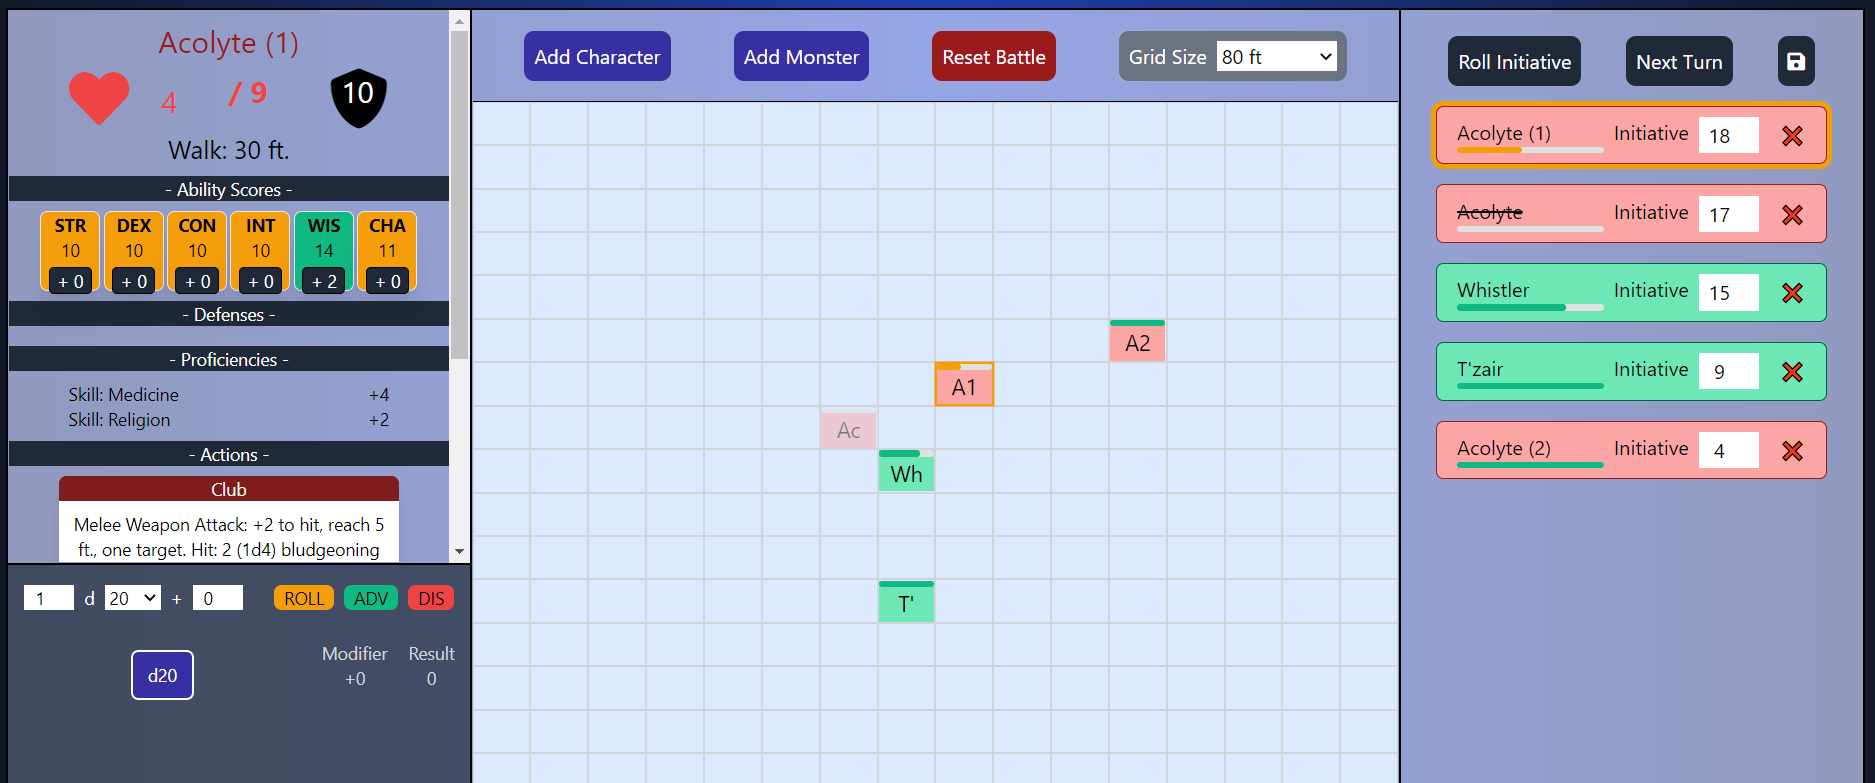 Acolyte (1)
4 / 9
10
Walk: 30 ft.
- Ability Scores -
STR DEX CON INT WIS CHA
10 10 10 10 14 11
+ 0 + 0 + 0 + 0 + 2 + 0
- Defenses -
- Proficiencies -
Skill: Medicine +4
Skill: Religion +2
- Actions -
Club
Melee Weapon Attack: +2 to hit, reach 5
ft., one target. Hit: 2 (1d4) bludgeoning
1 d 20 + 0 ROLL ADV DIS
d20
Modifier Result
+0 0
Add Character Add Monster Reset Battle Grid Size 80 ft
A2
A1
Ac
Wh
T'
Roll Initiative Next Turn
Acolyte (1) Initiative 18
Acolyte Initiative 17
Whistler Initiative 15
T'zair Initiative 9
Acolyte (2) Initiative 4